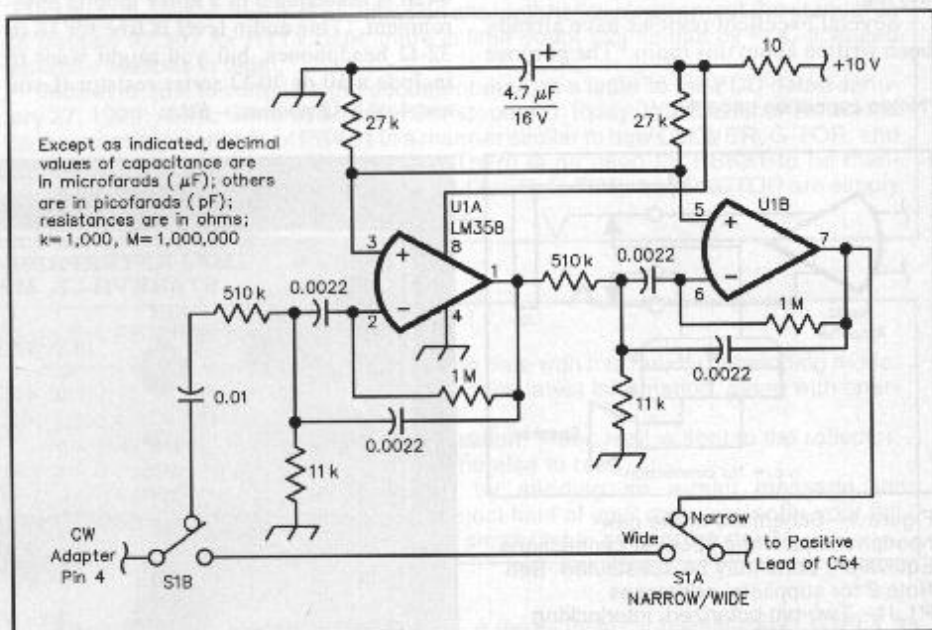 10
+10 V
4.7 µF
16 V
27 k
27 k
Except as indicated, decimal
values of capacitance are
In microfarads ( µF); others
are in picofarads ( pF);
resistances are in ohms;
k=1,000, M=1,000,000
U1A
LM358
8
3
+
−
2
4
1
5
+
−
6
7
U1B
510 k
0.0022
510 k
0.0022
1M
0.0022
1M
0.0022
0.01
11 k
11 k
CW
Adapter
Pin 4
S1B
Narrow
Wide
to Positive
Lead of C54
S1A
NARROW/WIDE